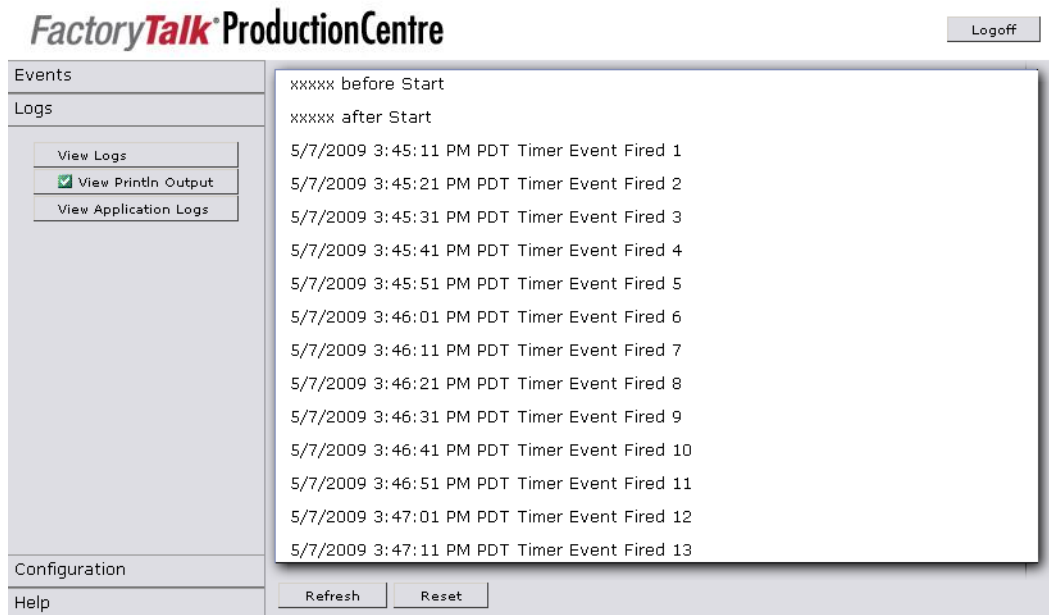 FactoryTalk ProductionCentre
Logoff
Events
Logs
View Logs
View Println Output
View Application Logs
Configuration
Help
xxxxx before Start
xxxxx after Start
5/7/2009 3:45:11 PM PDT Timer Event Fired 1
5/7/2009 3:45:21 PM PDT Timer Event Fired 2
5/7/2009 3:45:31 PM PDT Timer Event Fired 3
5/7/2009 3:45:41 PM PDT Timer Event Fired 4
5/7/2009 3:45:51 PM PDT Timer Event Fired 5
5/7/2009 3:46:01 PM PDT Timer Event Fired 6
5/7/2009 3:46:11 PM PDT Timer Event Fired 7
5/7/2009 3:46:21 PM PDT Timer Event Fired 8
5/7/2009 3:46:31 PM PDT Timer Event Fired 9
5/7/2009 3:46:41 PM PDT Timer Event Fired 10
5/7/2009 3:46:51 PM PDT Timer Event Fired 11
5/7/2009 3:47:01 PM PDT Timer Event Fired 12
5/7/2009 3:47:11 PM PDT Timer Event Fired 13
Refresh
Reset